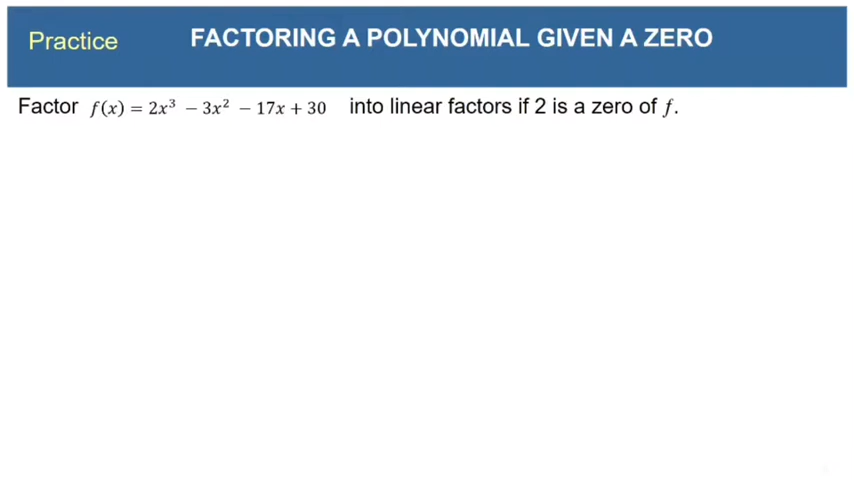 Practice FACTORING A POLYNOMIAL GIVEN A ZERO
Factor f(x) = 2x³ − 3x² − 17x + 30 into linear factors if 2 is a zero of f.